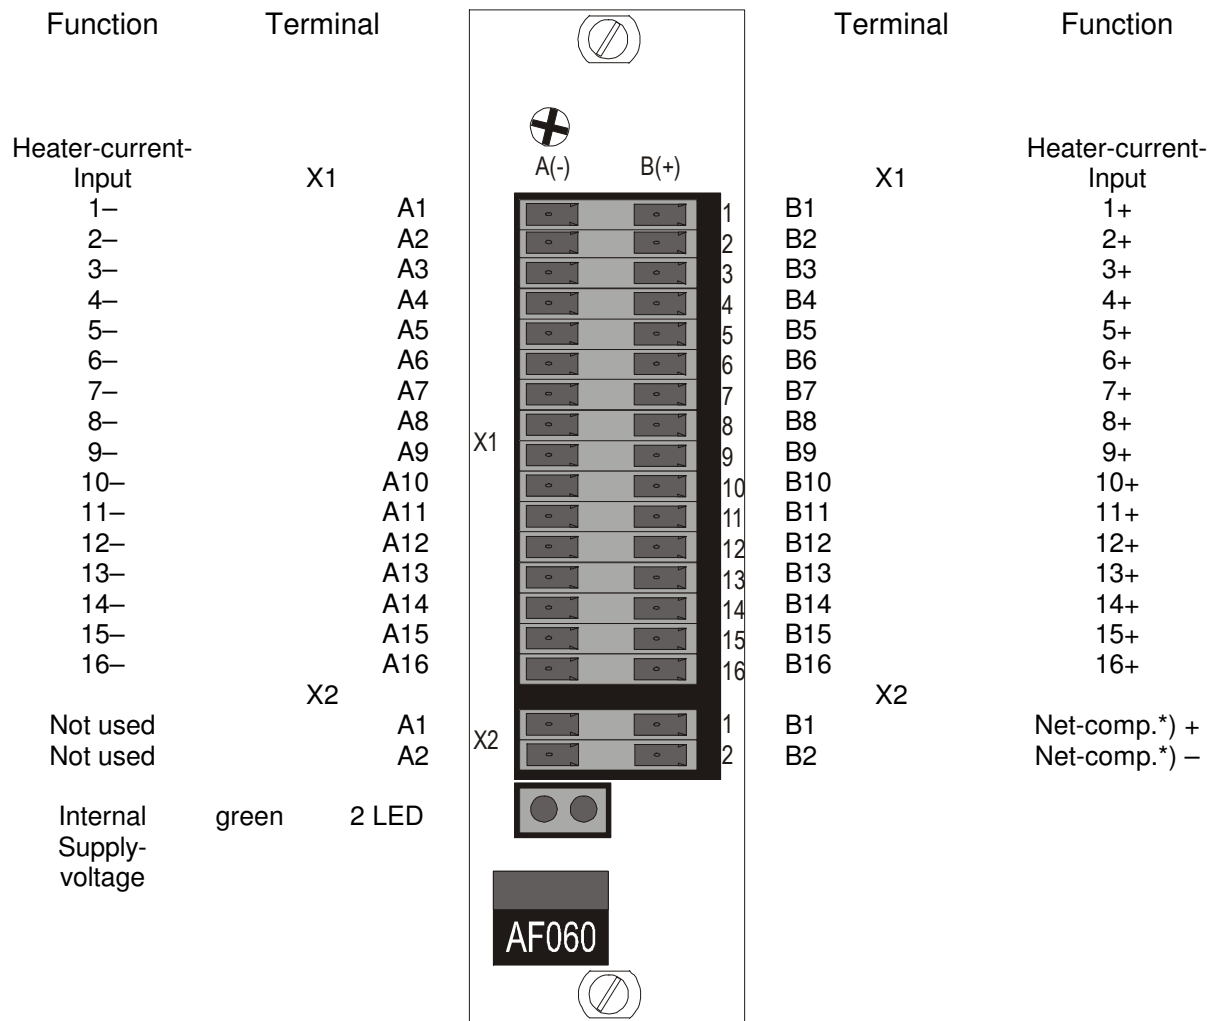 Function Terminal Terminal Function
Heater-current- Heater-current-
Input X1 A(-) B(+) X1 Input
1– A1 1 B1 1+
2– A2 2 B2 2+
3– A3 3 B3 3+
4– A4 4 B4 4+
5– A5 5 B5 5+
6– A6 6 B6 6+
7– A7 7 B7 7+
8– A8 8 B8 8+
9– A9 X1 9 B9 9+
10– A10 10 B10 10+
11– A11 11 B11 11+
12– A12 12 B12 12+
13– A13 13 B13 13+
14– A14 14 B14 14+
15– A15 15 B15 15+
16– A16 16 B16 16+
X2 X2
Not used A1 X2 1 B1 Net-comp.*) +
Not used A2 2 B2 Net-comp.*) –
Internal green 2 LED
Supply-
voltage
AF060